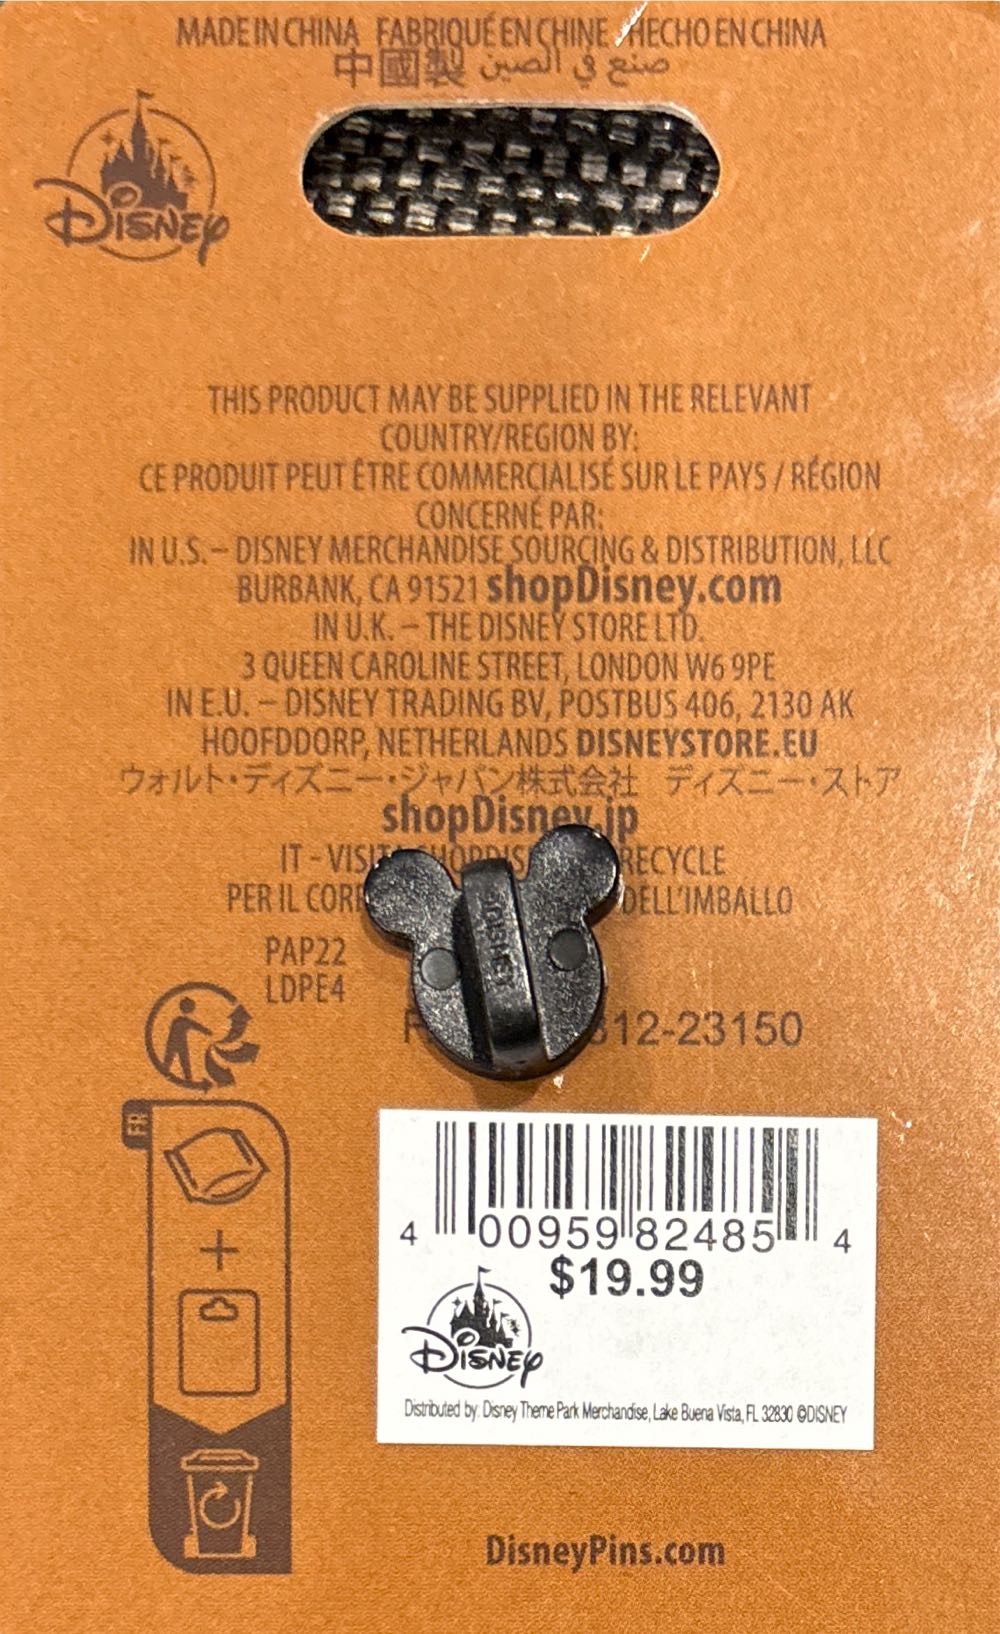 MADE IN CHINA FABRIQUÉ EN CHINE HECHO EN CHINA
中國製 صنع في الصين
DISNEY
THIS PRODUCT MAY BE SUPPLIED IN THE RELEVANT
COUNTRY/REGION BY:
CE PRODUIT PEUT ÊTRE COMMERCIALISÉ SUR LE PAYS / RÉGION
CONCERNÉ PAR:
IN U.S. – DISNEY MERCHANDISE SOURCING & DISTRIBUTION, LLC
BURBANK, CA 91521 shopDisney.com
IN U.K. – THE DISNEY STORE LTD.
3 QUEEN CAROLINE STREET, LONDON W6 9PE
IN E.U. – DISNEY TRADING BV, POSTBUS 406, 2130 AK
HOOFDDORP, NETHERLANDS DISNEYSTORE.EU
ウォルト・ディズニー・ジャパン株式会社 ディズニー・ストア
shopDisney.jp
IT - VISIT RECYCLE
PER IL DELL'IMBALLO
PAP22
LDPE4
©DISNEY
312-23150
FR
4 00959 82485 4
$19.99
DISNEY
Distributed by: Disney Theme Park Merchandise, Lake Buena Vista, FL 32830 ©DISNEY
DisneyPins.com